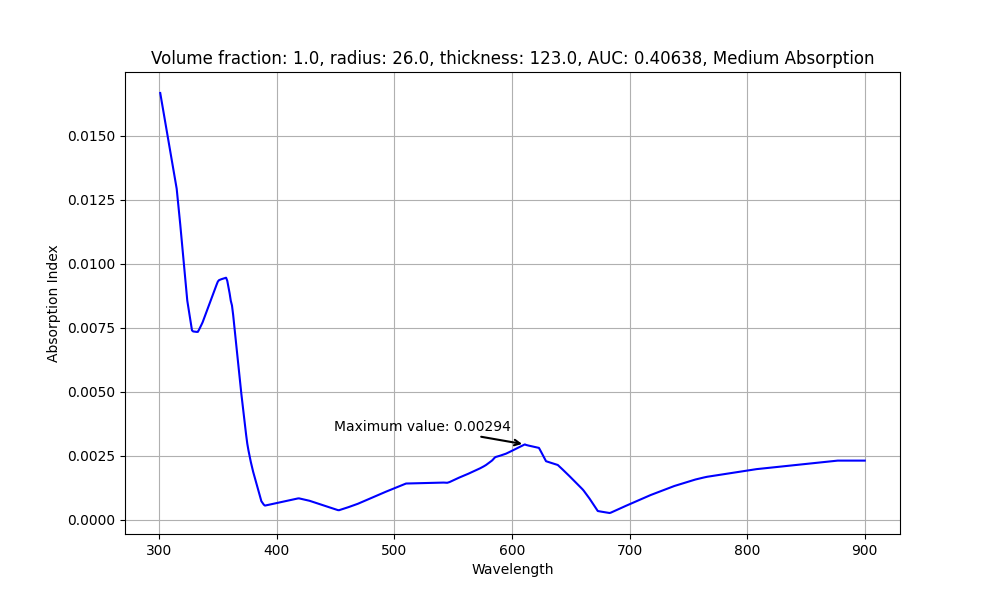 Volume fraction: 1.0, radius: 26.0, thickness: 123.0, AUC: 0.40638, Medium Absorption
0.0150
0.0125
0.0100
0.0075
0.0050
0.0025
0.0000
Absorption Index
Maximum value: 0.00294
300 400 500 600 700 800 900
Wavelength